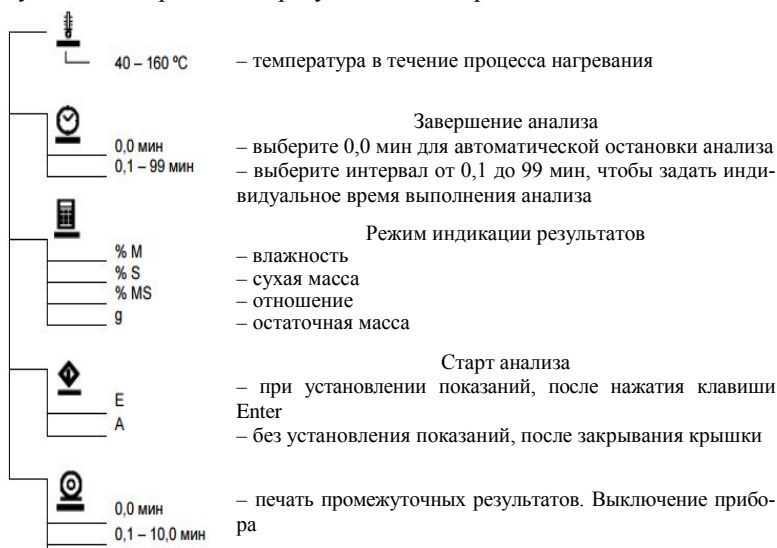 40 – 160 ºC – температура в течение процесса нагревания
Завершение анализа
0,0 мин – выберите 0,0 мин для автоматической остановки анализа
0,1 – 99 мин – выберите интервал от 0,1 до 99 мин, чтобы задать инди-
видуальное время выполнения анализа
Режим индикации результатов
% M – влажность
% S – сухая масса
% MS – отношение
g – остаточная масса
Старт анализа
E – при установлении показаний, после нажатия клавиши
Enter
A – без установления показаний, после закрывания крышки
0,0 мин – печать промежуточных результатов. Выключение прибо-
0,1 – 10,0 мин ра